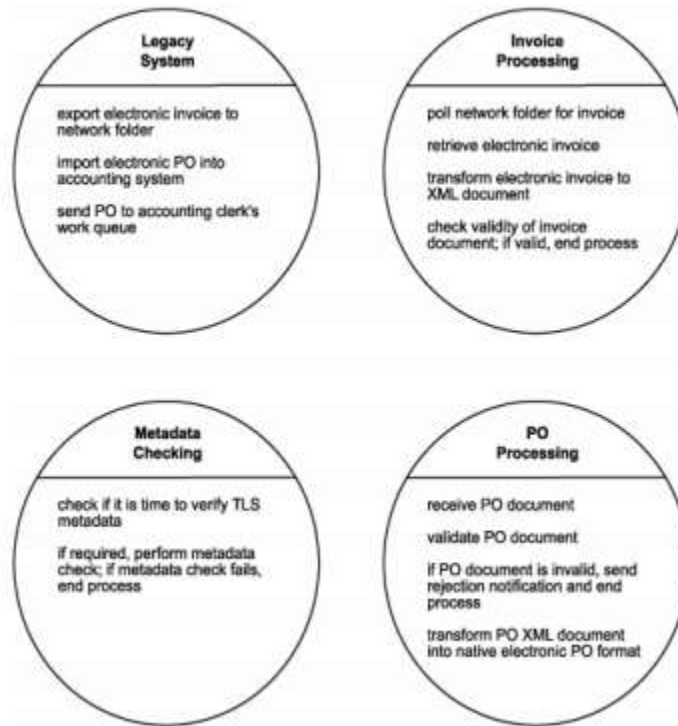 Legacy
System
export electronic invoice to
network folder
import electronic PO into
accounting system
send PO to accounting clerk's
work queue
Invoice
Processing
poll network folder for invoice
retrieve electronic invoice
transform electronic invoice to
XML document
check validity of invoice
document; if valid, end process
Metadata
Checking
check if it is time to verify TLS
metadata
if required, perform metadata
check; if metadata check fails,
end process
PO
Processing
receive PO document
validate PO document
if PO document is invalid, send
rejection notification and end
process
transform PO XML document
into native electronic PO format